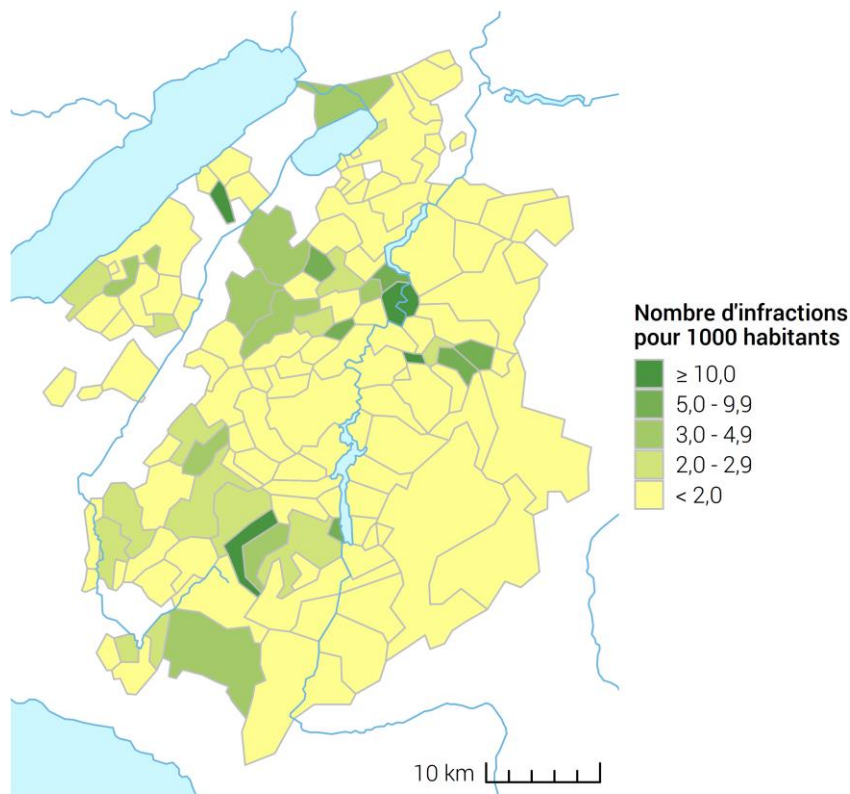 Nombre d'infractions
pour 1000 habitants
≥ 10,0
5,0 - 9,9
3,0 - 4,9
2,0 - 2,9
< 2,0
10 km